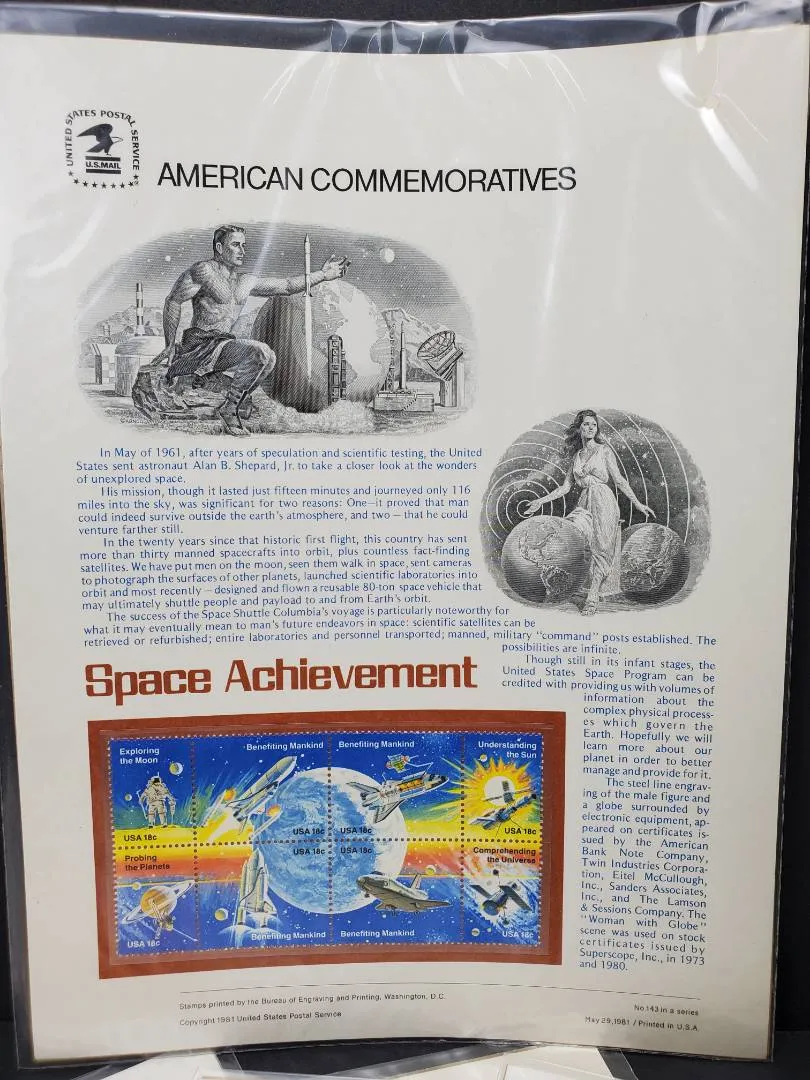 UNITED STATES POSTAL SERVICE
U.S.MAIL
AMERICAN COMMEMORATIVES
In May of 1961, after years of speculation and scientific testing, the United
States sent astronaut Alan B. Shepard, Jr. to take a closer look at the wonders
of unexplored space.
His mission, though it lasted just fifteen minutes and journeyed only 116
miles into the sky, was significant for two reasons: One—it proved that man
could indeed survive outside the earth's atmosphere, and two — that he could
venture farther still.
In the twenty years since that historic first flight, this country has sent
more than thirty manned spacecrafts into orbit, plus countless fact-finding
satellites. We have put men on the moon, seen them walk in space, sent cameras
to photograph the surfaces of other planets, launched scientific laboratories into
orbit and most recently — designed and flown a reusable 80-ton space vehicle that
may ultimately shuttle people and payload to and from Earth's orbit.
The success of the Space Shuttle Columbia's voyage is particularly noteworthy for
what it may eventually mean to man's future endeavors in space: scientific satellites can be
retrieved or refurbished; entire laboratories and personnel transported; manned, military "command" posts established. The
possibilities are infinite.
Though still in its infant stages, the
United States Space Program can be
credited with providing us with volumes of
information about the
complex physical process-
es which govern the
Earth. Hopefully we will
learn more about our
planet in order to better
manage and provide for it.
The steel line engrav-
ing of the male figure and
a globe surrounded by
electronic equipment, ap-
peared on certificates is-
sued by the American
Bank Note Company,
Twin Industries Corpora-
tion, Eitel McCullough,
Inc., Sanders Associates,
Inc., and The Lamson
& Sessions Company. The
"Woman with Globe"
scene was used on stock
certificates issued by
Superscope, Inc., in 1973
and 1980.
Space Achievement
Exploring
the Moon
USA 18c
Benefiting Mankind
USA 18c
Benefiting Mankind
USA 18c
Understanding
the Sun
USA 18c
Probing
the Planets
USA 18c
USA 18c
Benefiting Mankind
USA 18c
Benefiting Mankind
Comprehending
the Universe
USA 18c
Stamps printed by the Bureau of Engraving and Printing, Washington, D.C.
Copyright 1981 United States Postal Service
No.143 in a series
May 29,1981 / Printed in U.S.A.